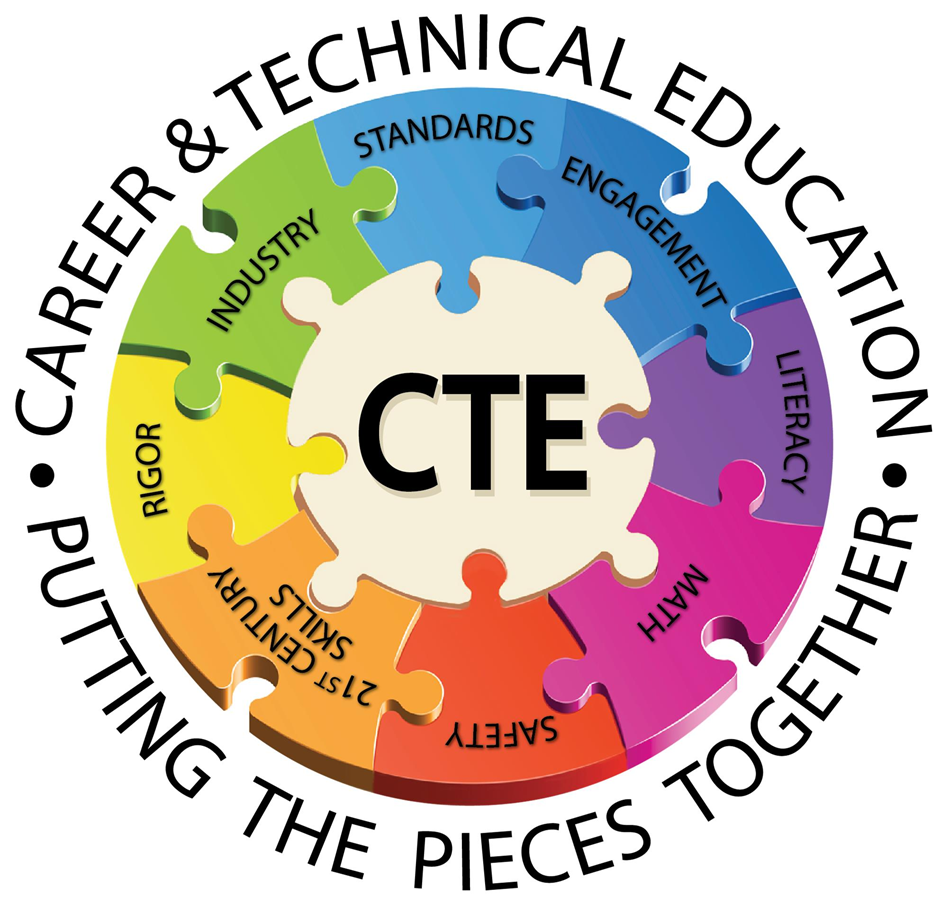 CAREER & TECHNICAL EDUCATION
STANDARDS
ENGAGEMENT
LITERACY
MATH
SAFETY
21ST CENTURY
SKILLS
RIGOR
INDUSTRY
CTE
• PUTTING THE PIECES TOGETHER •